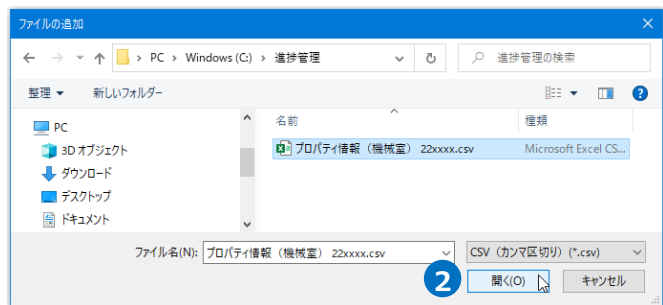 ファイルの追加
PC › Windows (C:) › 進捗管理
進捗管理の検索
整理 新しいフォルダー
名前 種類
PC
3D オブジェクト
プロパティ情報（機械室） 22xxxx.csv Microsoft Excel CS...
ダウンロード
デスクトップ
ドキュメント
ファイル名(N): プロパティ情報（機械室） 22xxxx.csv CSV（カンマ区切り）(*.csv)
2 開く(O) キャンセル